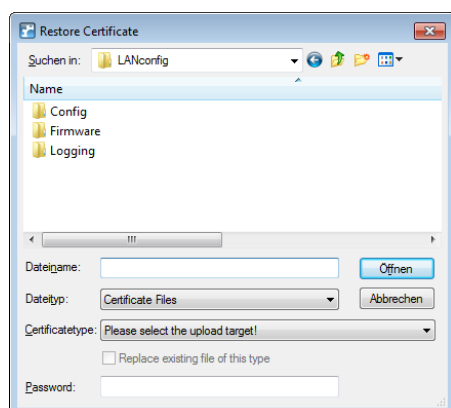 Restore Certificate
Suchen in: LANconfig
Name
Config
Firmware
Logging
Dateiname: Öffnen
Dateityp: Certificate Files Abbrechen
Certificatetype: Please select the upload target!
Replace existing file of this type
Password: